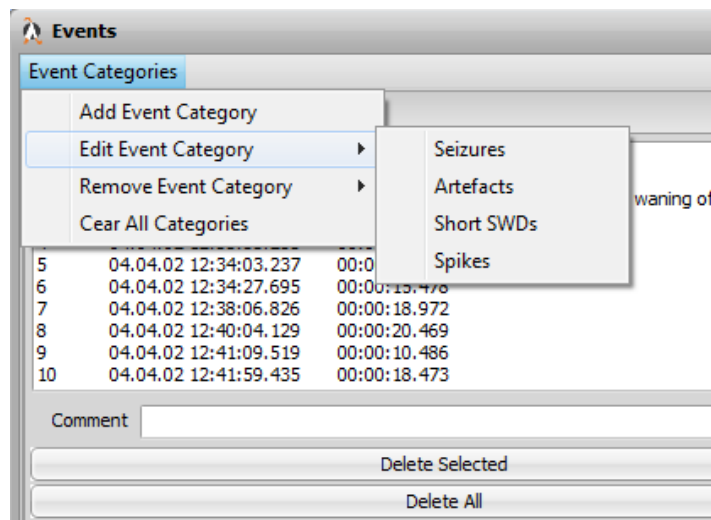 Events
Event Categories
Add Event Category
Edit Event Category
Remove Event Category
Cear All Categories
Seizures
Artefacts
Short SWDs
Spikes
waning of
5 04.04.02 12:34:03.237 00:0
6 04.04.02 12:34:27.695 00:00:15.478
7 04.04.02 12:38:06.826 00:00:18.972
8 04.04.02 12:40:04.129 00:00:20.469
9 04.04.02 12:41:09.519 00:00:10.486
10 04.04.02 12:41:59.435 00:00:18.473
Comment
Delete Selected
Delete All